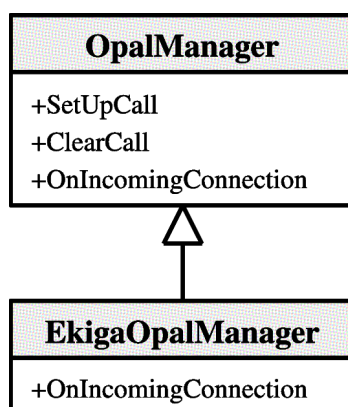 OpalManager
+SetUpCall
+ClearCall
+OnIncomingConnection
EkigaOpalManager
+OnIncomingConnection